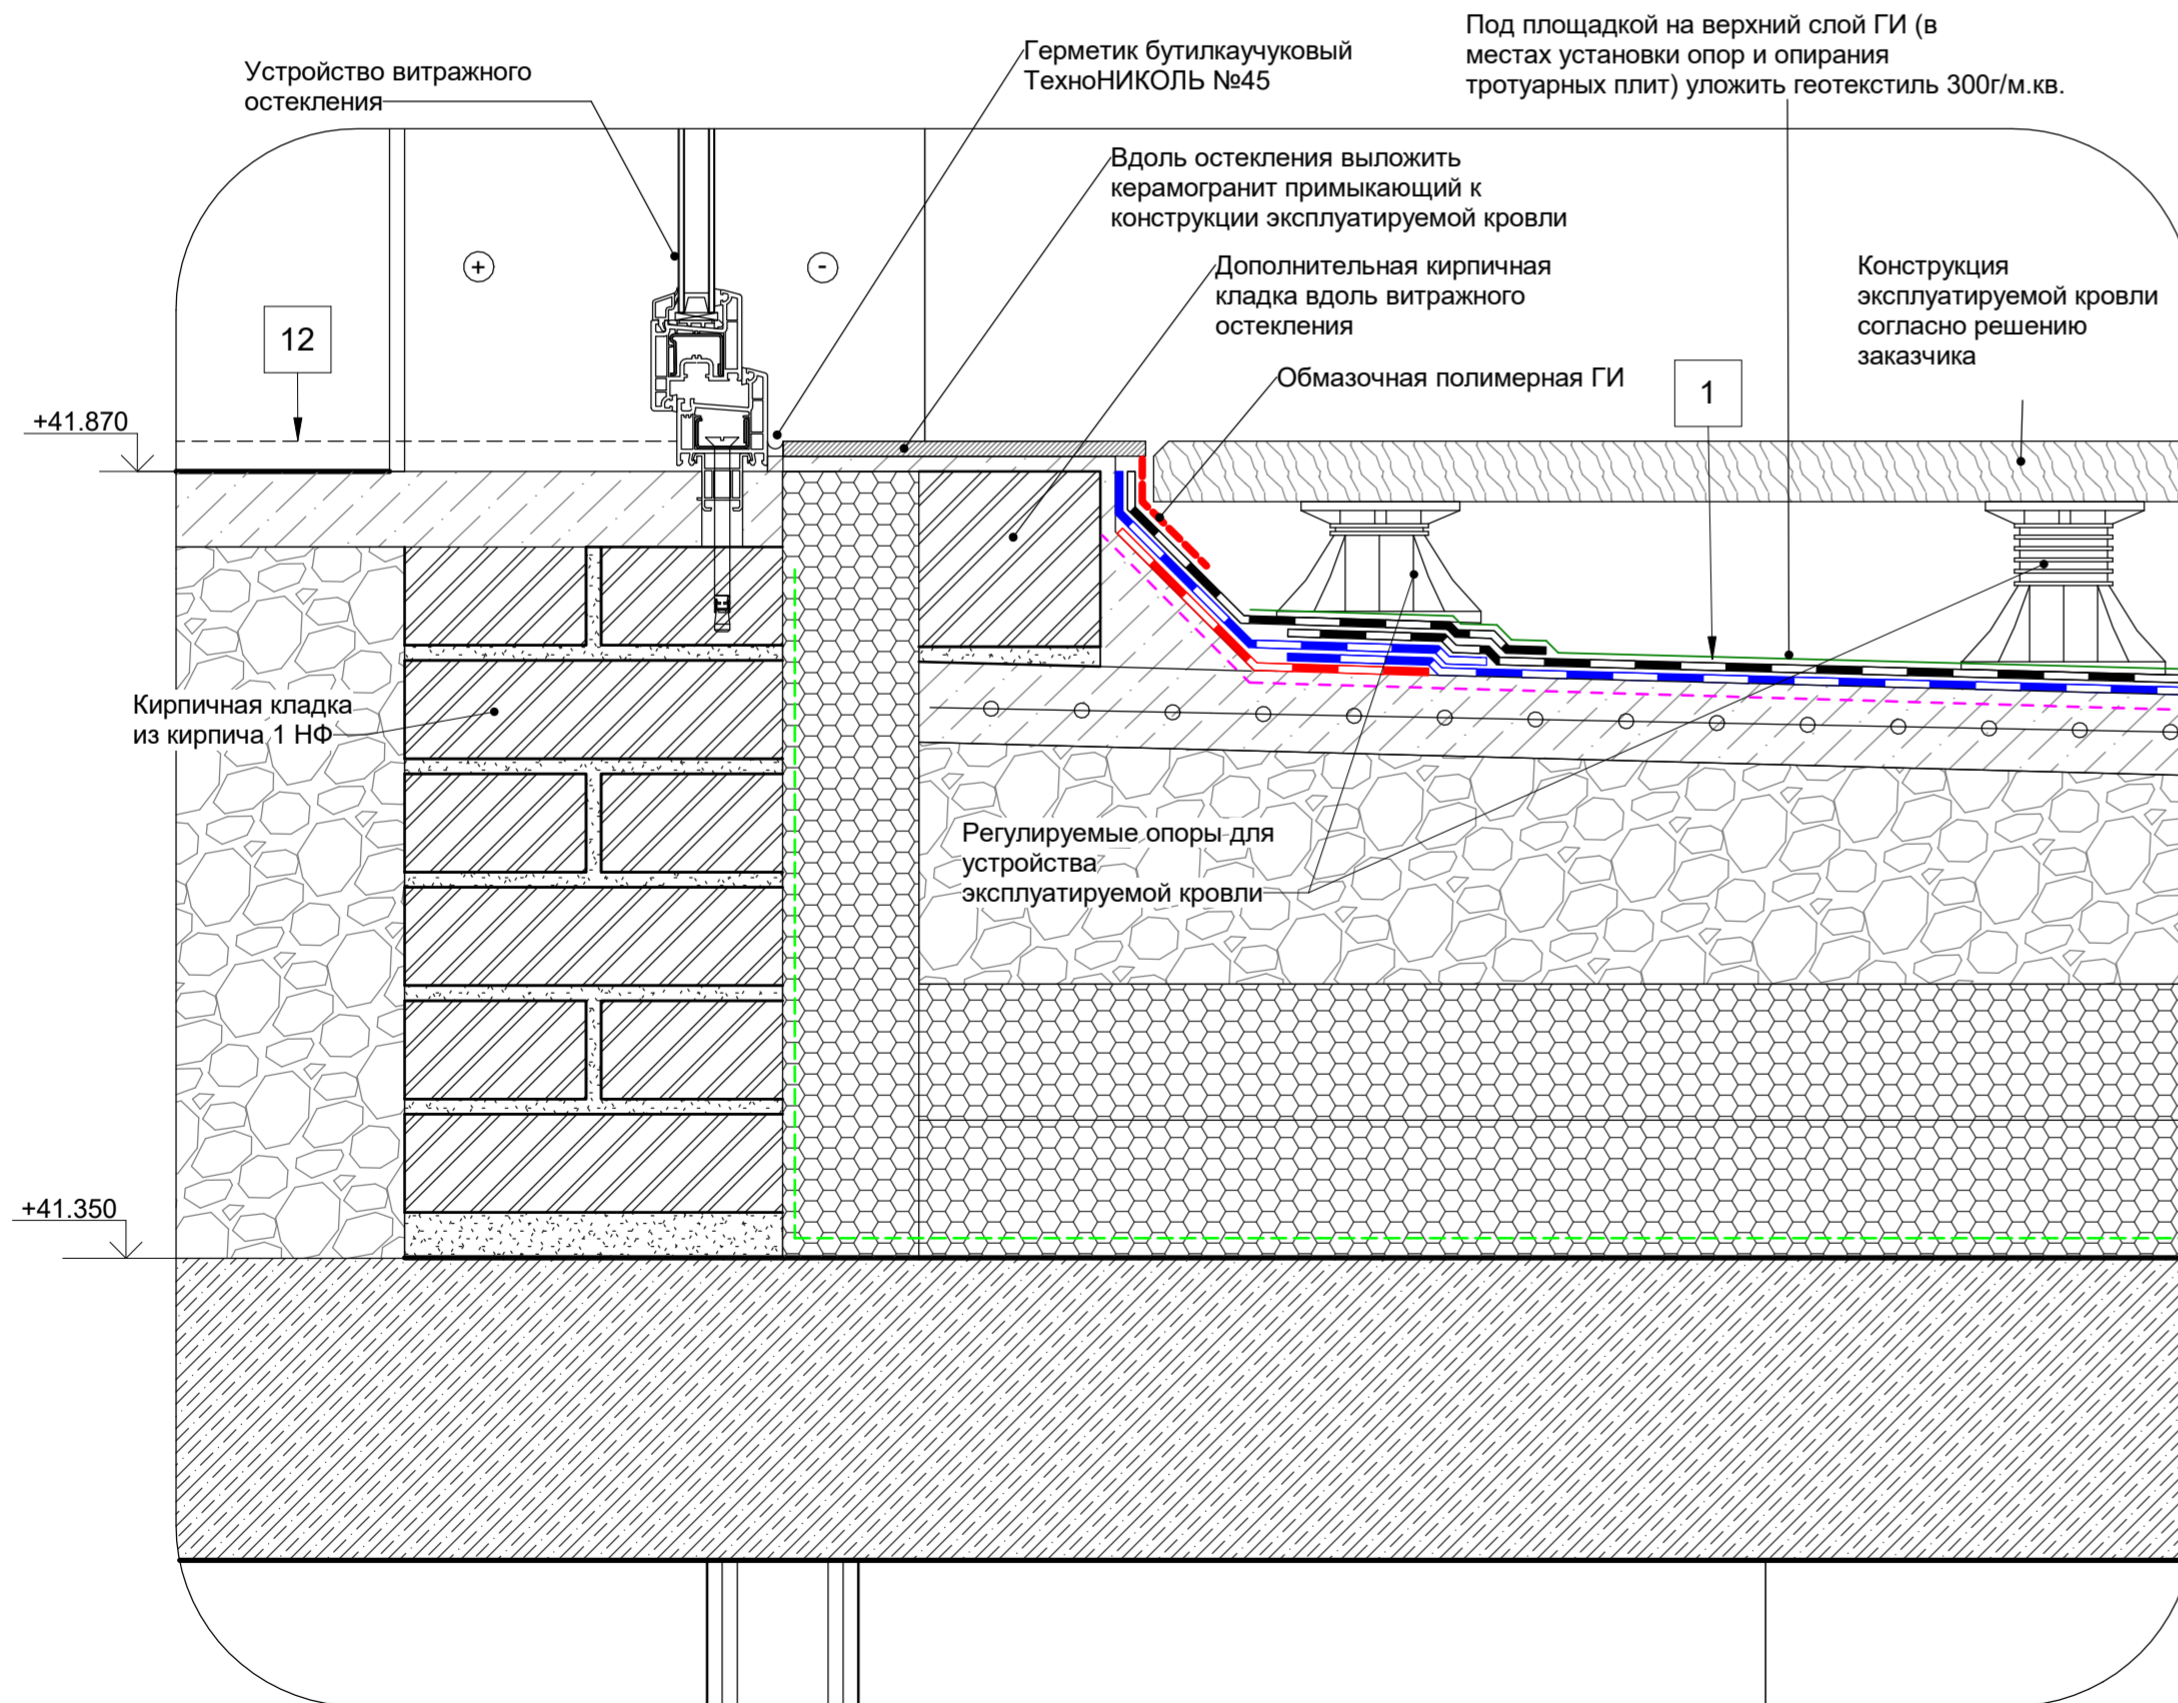 Под площадкой на верхний слой ГИ (в
местах установки опор и опирания
тротуарных плит) уложить геотекстиль 300г/м.кв.
Герметик бутилкаучуковый
ТехноНИКОЛЬ №45
Устройство витражного
остекления
Вдоль остекления выложить
керамогранит примыкающий к
конструкции эксплуатируемой кровли
Дополнительная кирпичная
кладка вдоль витражного
остекления
Конструкция
эксплуатируемой кровли
согласно решению
заказчика
+
-
12
Обмазочная полимерная ГИ
1
+41.870
Кирпичная кладка
из кирпича 1 НФ
Регулируемые опоры для
устройства
эксплуатируемой кровли
+41.350